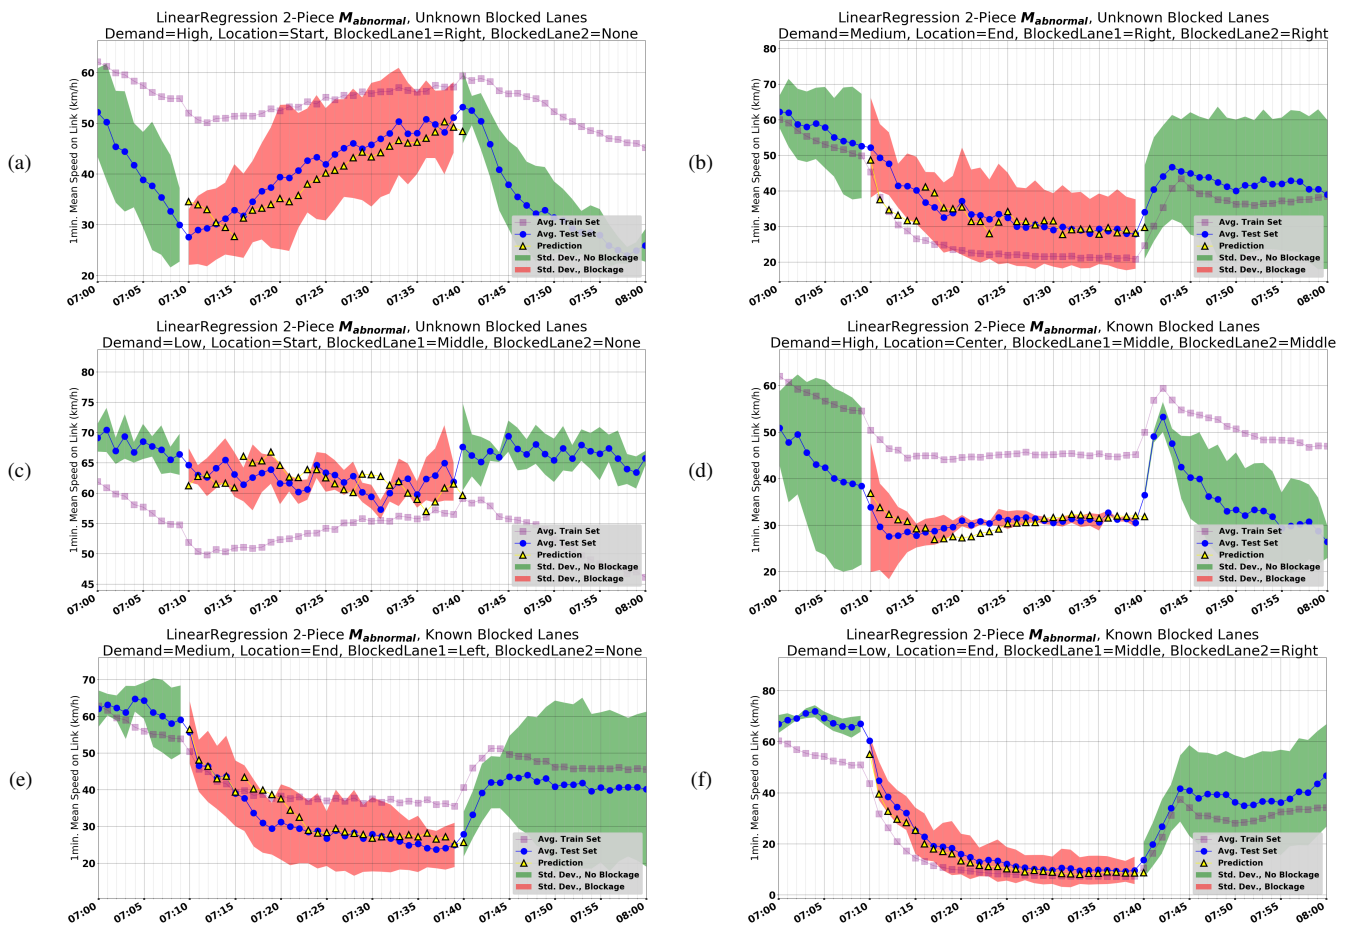 (a)
LinearRegression 2-Piece M_abnormal, Unknown Blocked Lanes
Demand=High, Location=Start, BlockedLane1=Right, BlockedLane2=None
1min. Mean Speed on Link (km/h)
60
50
40
30
20
Avg. Train Set
Avg. Test Set
Prediction
Std. Dev., No Blockage
Std. Dev., Blockage
07:00 07:05 07:10 07:15 07:20 07:25 07:30 07:35 07:40 07:45 07:50 07:55 08:00
(b)
LinearRegression 2-Piece M_abnormal, Unknown Blocked Lanes
Demand=Medium, Location=End, BlockedLane1=Right, BlockedLane2=Right
1min. Mean Speed on Link (km/h)
80
70
60
50
40
30
20
Avg. Train Set
Avg. Test Set
Prediction
Std. Dev., No Blockage
Std. Dev., Blockage
07:00 07:05 07:10 07:15 07:20 07:25 07:30 07:35 07:40 07:45 07:50 07:55 08:00
(c)
LinearRegression 2-Piece M_abnormal, Unknown Blocked Lanes
Demand=Low, Location=Start, BlockedLane1=Middle, BlockedLane2=None
1min. Mean Speed on Link (km/h)
80
75
70
65
60
55
50
45
Avg. Train Set
Avg. Test Set
Prediction
Std. Dev., No Blockage
Std. Dev., Blockage
07:00 07:05 07:10 07:15 07:20 07:25 07:30 07:35 07:40 07:45 07:50 07:55 08:00
(d)
LinearRegression 2-Piece M_abnormal, Known Blocked Lanes
Demand=High, Location=Center, BlockedLane1=Middle, BlockedLane2=Middle
1min. Mean Speed on Link (km/h)
60
50
40
30
20
Avg. Train Set
Avg. Test Set
Prediction
Std. Dev., No Blockage
Std. Dev., Blockage
07:00 07:05 07:10 07:15 07:20 07:25 07:30 07:35 07:40 07:45 07:50 07:55 08:00
(e)
LinearRegression 2-Piece M_abnormal, Known Blocked Lanes
Demand=Medium, Location=End, BlockedLane1=Left, BlockedLane2=None
1min. Mean Speed on Link (km/h)
70
60
50
40
30
20
Avg. Train Set
Avg. Test Set
Prediction
Std. Dev., No Blockage
Std. Dev., Blockage
07:00 07:05 07:10 07:15 07:20 07:25 07:30 07:35 07:40 07:45 07:50 07:55 08:00
(f)
LinearRegression 2-Piece M_abnormal, Known Blocked Lanes
Demand=Low, Location=End, BlockedLane1=Middle, BlockedLane2=Right
1min. Mean Speed on Link (km/h)
80
60
40
20
0
Avg. Train Set
Avg. Test Set
Prediction
Std. Dev., No Blockage
Std. Dev., Blockage
07:00 07:05 07:10 07:15 07:20 07:25 07:30 07:35 07:40 07:45 07:50 07:55 08:00